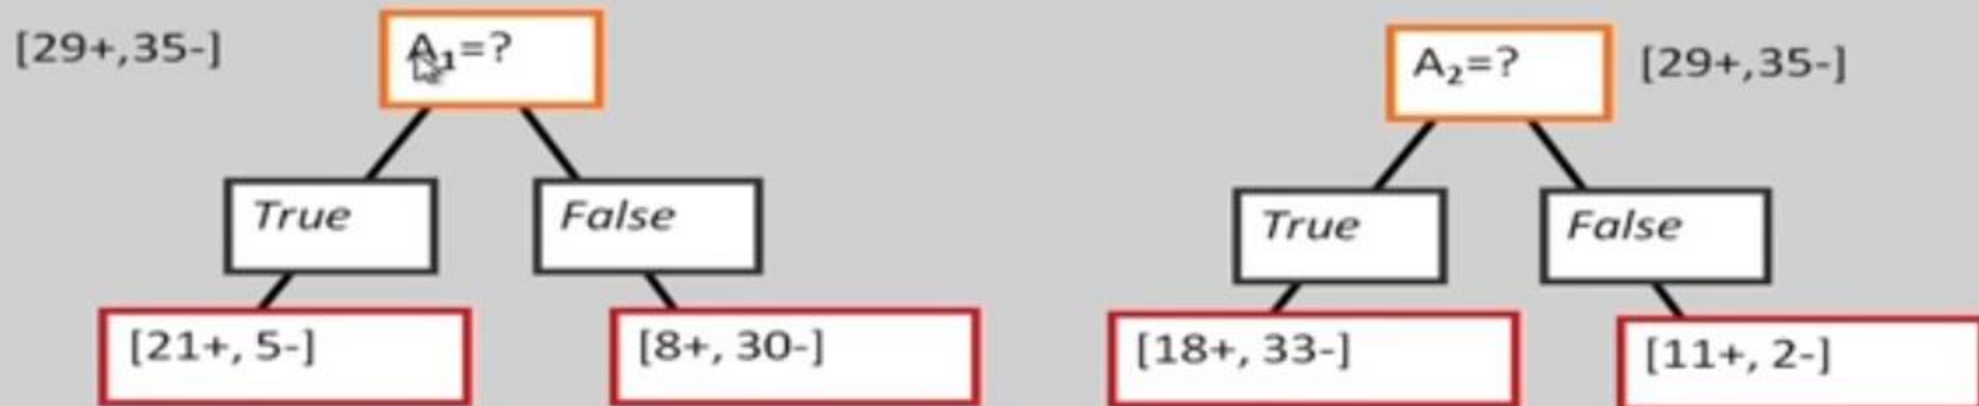 [29+,35-]
A₁=?
True
False
[21+, 5-]
[8+, 30-]
A₂=?
[29+,35-]
True
False
[18+, 33-]
[11+, 2-]